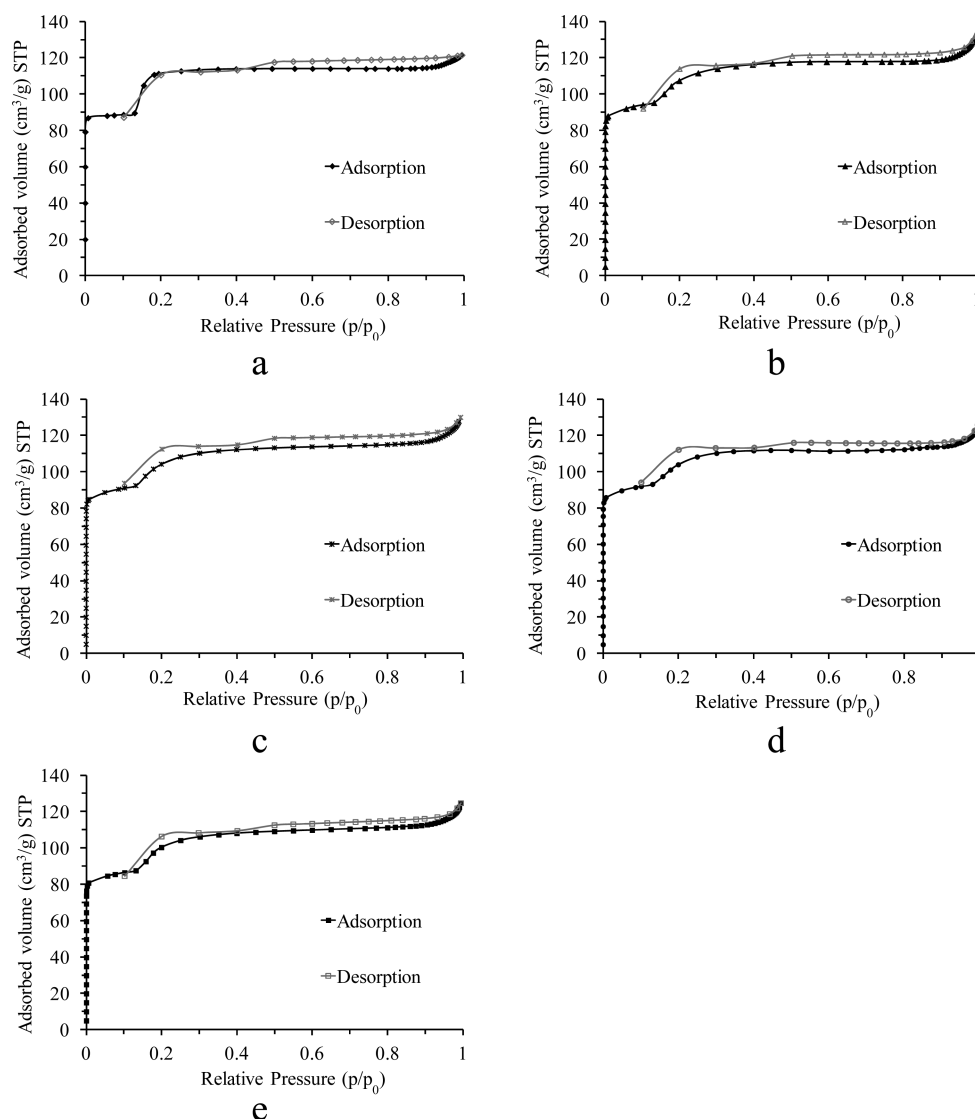 Adsorbed volume (cm³/g) STP
140
120
100
80
60
40
20
0
Adsorption
Desorption
0
0.2
0.4
0.6
0.8
1
Relative Pressure (p/p₀)
a
Adsorbed volume (cm³/g) STP
140
120
100
80
60
40
20
0
Adsorption
Desorption
0
0.2
0.4
0.6
0.8
Relative Pressure (p/p₀)
b
Adsorbed volume (cm³/g) STP
140
120
100
80
60
40
20
0
Adsorption
Desorption
0
0.2
0.4
0.6
0.8
1
Relative Pressure (p/p₀)
c
Adsorbed volume (cm³/g) STP
140
120
100
80
60
40
20
0
Adsorption
Desorption
0
0.2
0.4
0.6
0.8
Relative Pressure (p/p₀)
d
Adsorbed volume (cm³/g) STP
140
120
100
80
60
40
20
0
Adsorption
Desorption
0
0.2
0.4
0.6
0.8
1
Relative Pressure (p/p₀)
e